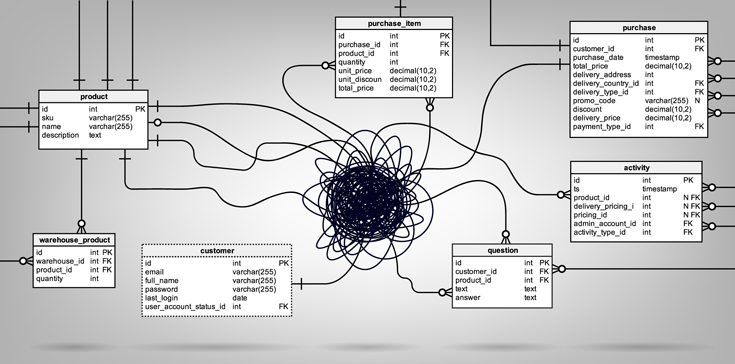 purchase_item
id int PK
purchase_id int FK
product_id int FK
quantity int
unit_price decimal(10,2)
unit_discoun decimal(10,2)
total_price decimal(10,2)
purchase
id int PK
customer_id int FK
purchase_date timestamp
total_price decimal(10,2)
delivery_address int
delivery_country_id int FK
delivery_type_id int FK
promo_code varchar(255) N
discount decimal(10,2)
delivery_price decimal(10,2)
payment_type_id int FK
product
id int PK
sku varchar(255)
name varchar(255)
description text
activity
id int PK
ts timestamp
product_id int N FK
delivery_pricing_i int N FK
pricing_id int N FK
admin_account_id int FK
activity_type_id int FK
warehouse_product
id int PK
warehouse_id int FK
product_id int FK
quantity int
customer
id int PK
email varchar(255)
full_name varchar(255)
password varchar(255)
last_login date
user_account_status_id int FK
question
id int PK
customer_id int FK
product_id int FK
text text
answer text